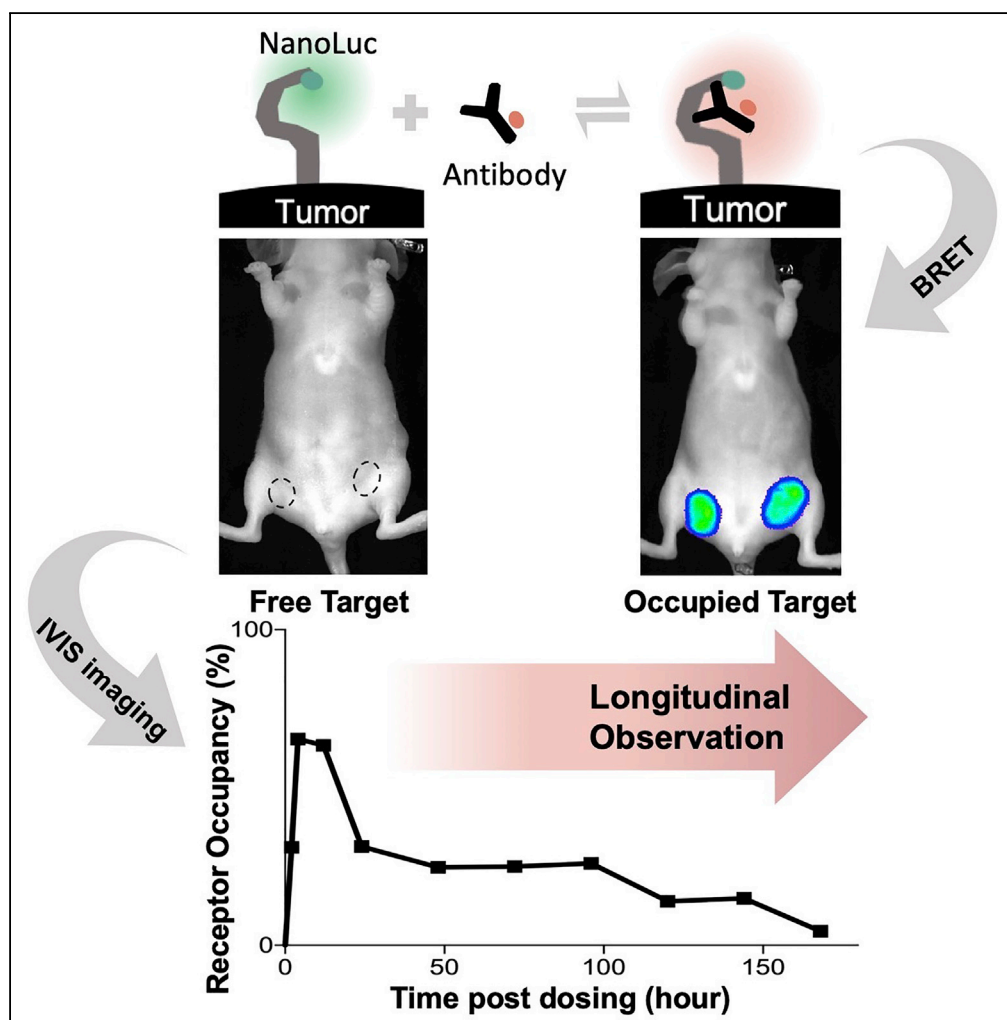 NanoLuc
Antibody
Tumor
Tumor
BRET
Free Target
Occupied Target
IVIS imaging
Longitudinal
Observation
Receptor Occupancy (%)
100
0
0
50
100
150
Time post dosing (hour)